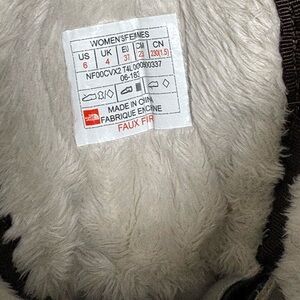 WOMEN'S/FEMMES
US UK EU CM CN
6 4 37 23 230(1.5)
NF00CVX2 T4L
06-18
MADE IN CHINA
FABRIQUE EN CHINE
FAUX FUR